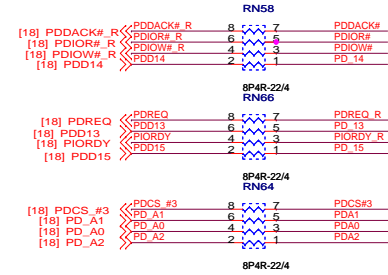 RN58
[18] PDDACK#_R PDDACK#_R 8 7 PDDACK#
[18] PDIOR#_R PDIOR#_R 6 5 PDIOR#
[18] PDIOW#_R PDIOW#_R 4 3 PDIOW#
[18] PDD14 PDD14 2 1 PD_14
8P4R-22/4
RN66
[18] PDREQ PDREQ 8 7 PDREQ_R
[18] PDD13 PDD13 6 5 PD_13
[18] PIORDY PIORDY 4 3 PIORDY_R
[18] PDD15 PDD15 2 1 PD_15
8P4R-22/4
RN64
[18] PDCS_#3 PDCS_#3 8 7 PDCS#3
[18] PD_A1 PD_A1 6 5 PDA1
[18] PD_A0 PD_A0 4 3 PDA0
[18] PD_A2 PD_A2 2 1 PDA2
8P4R-22/4